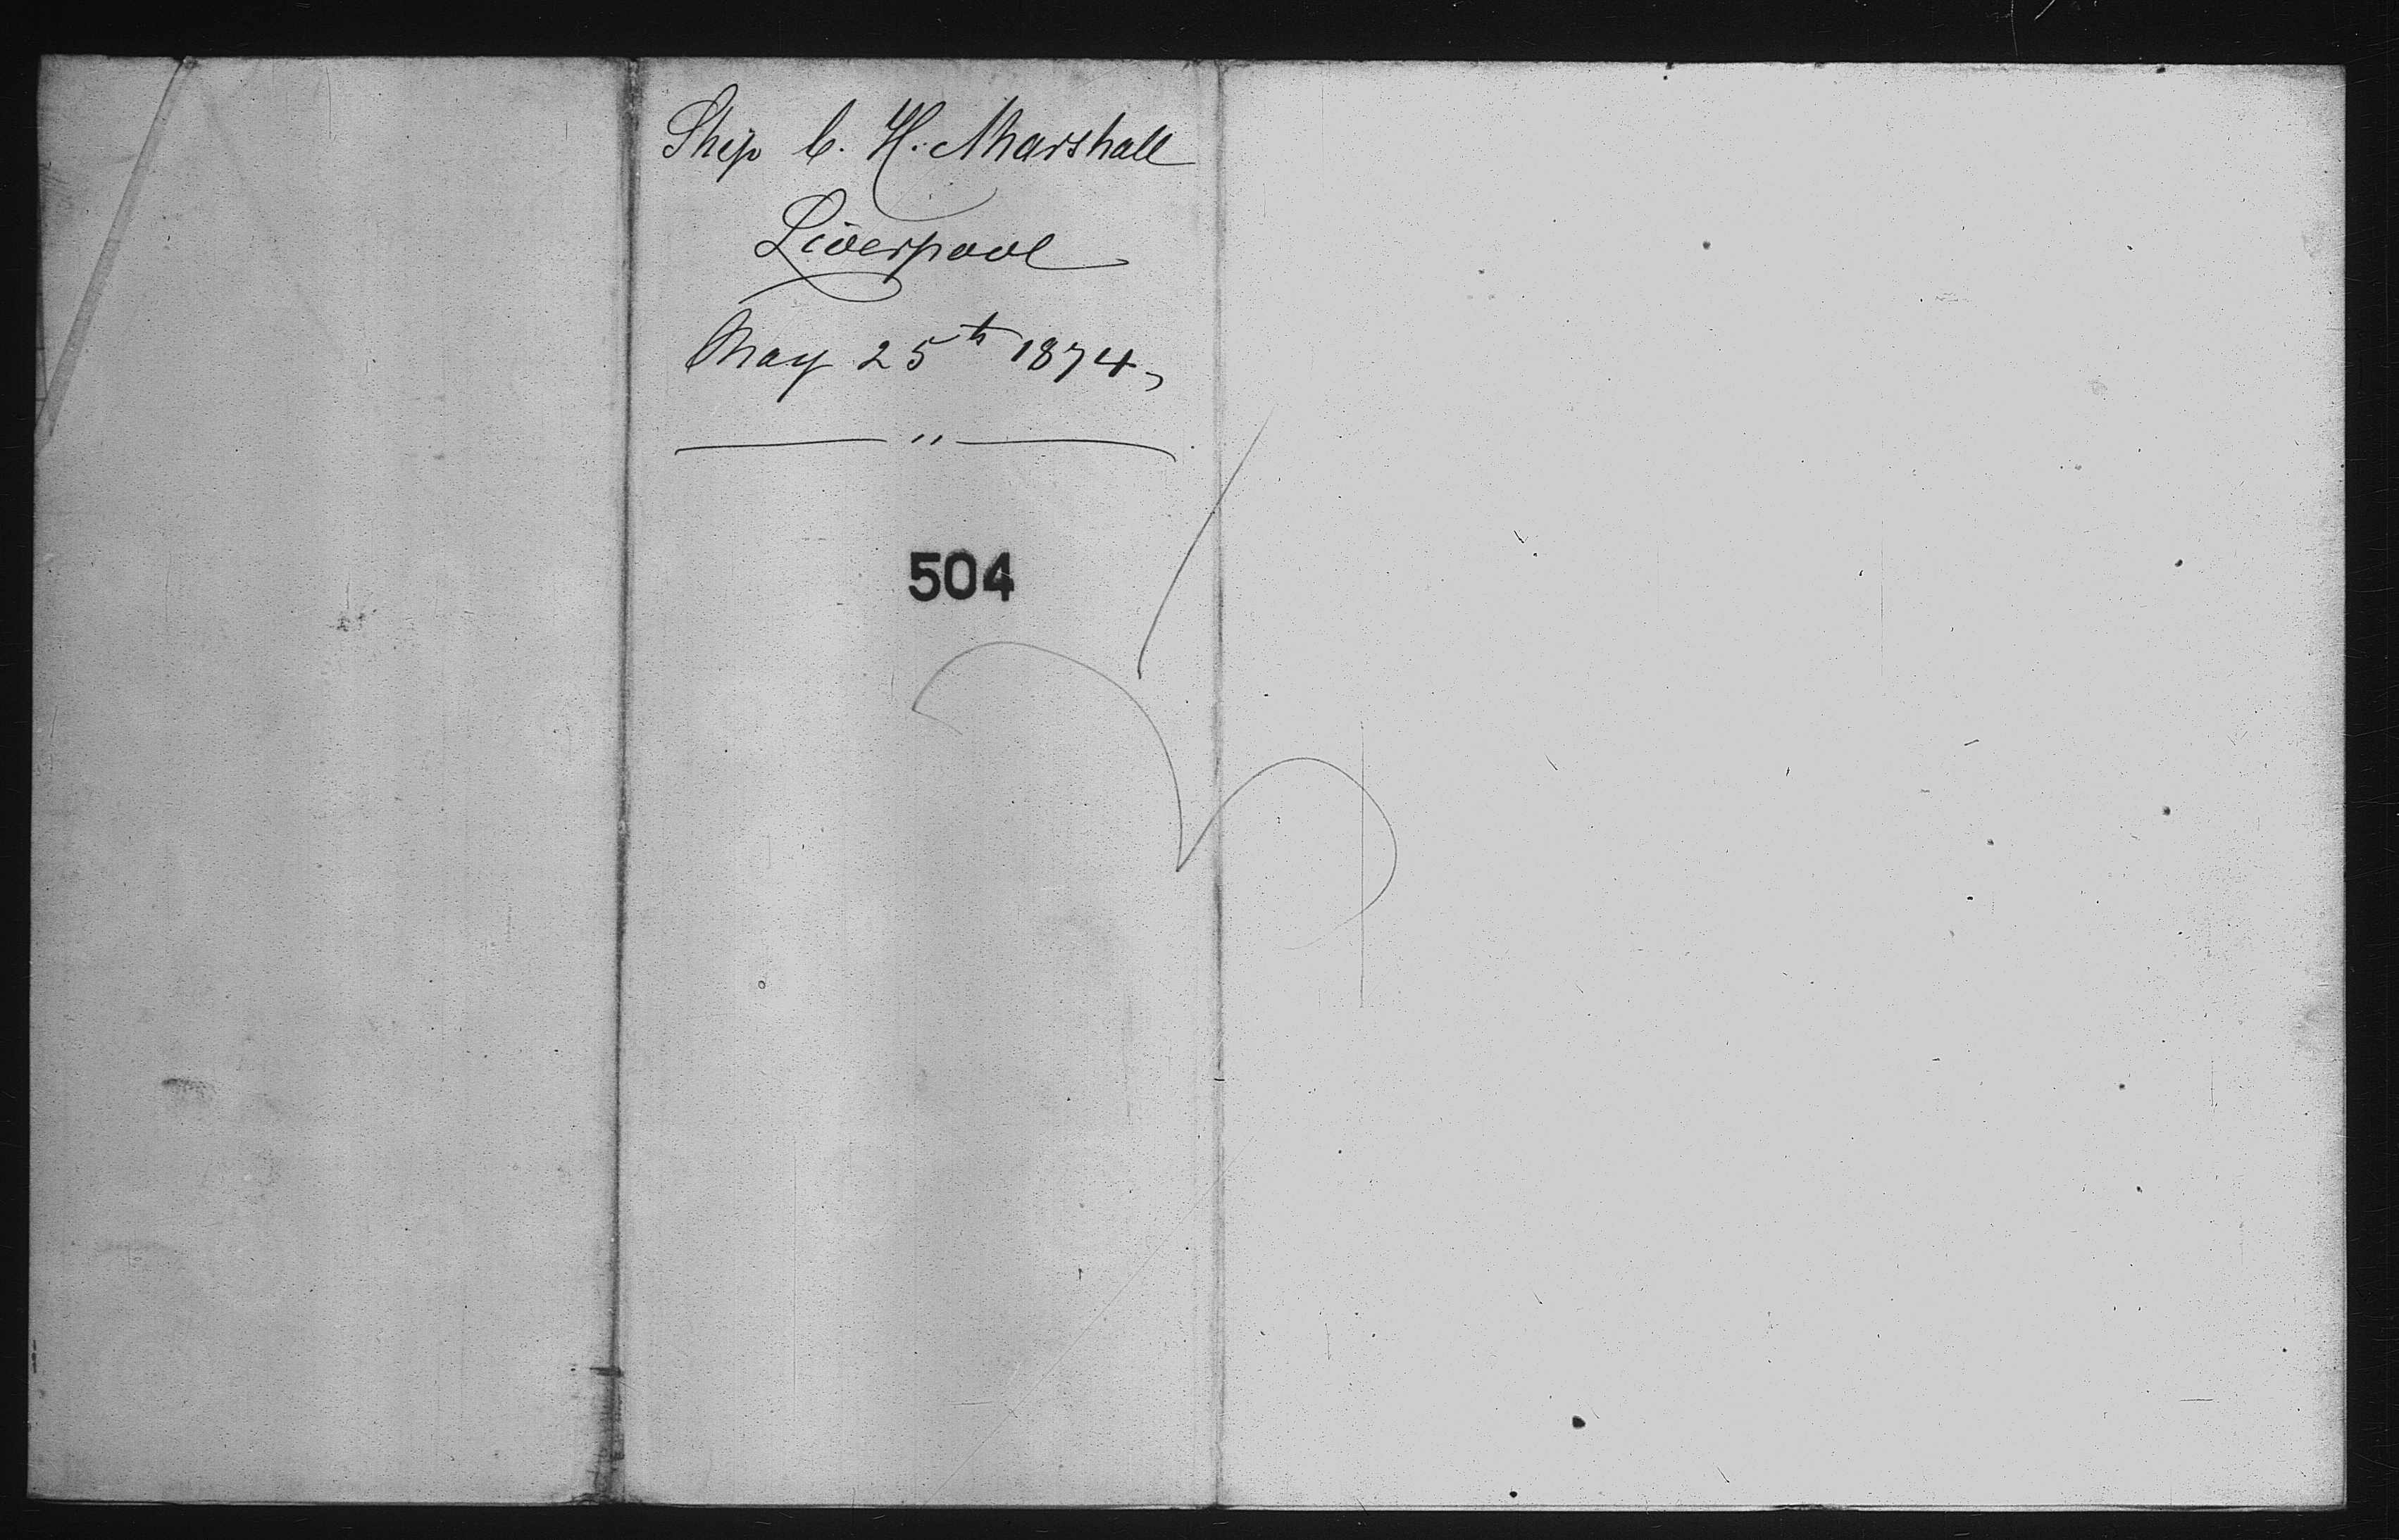 Ship C. H. Marshall
Liverpool
May 25th 1874,
504